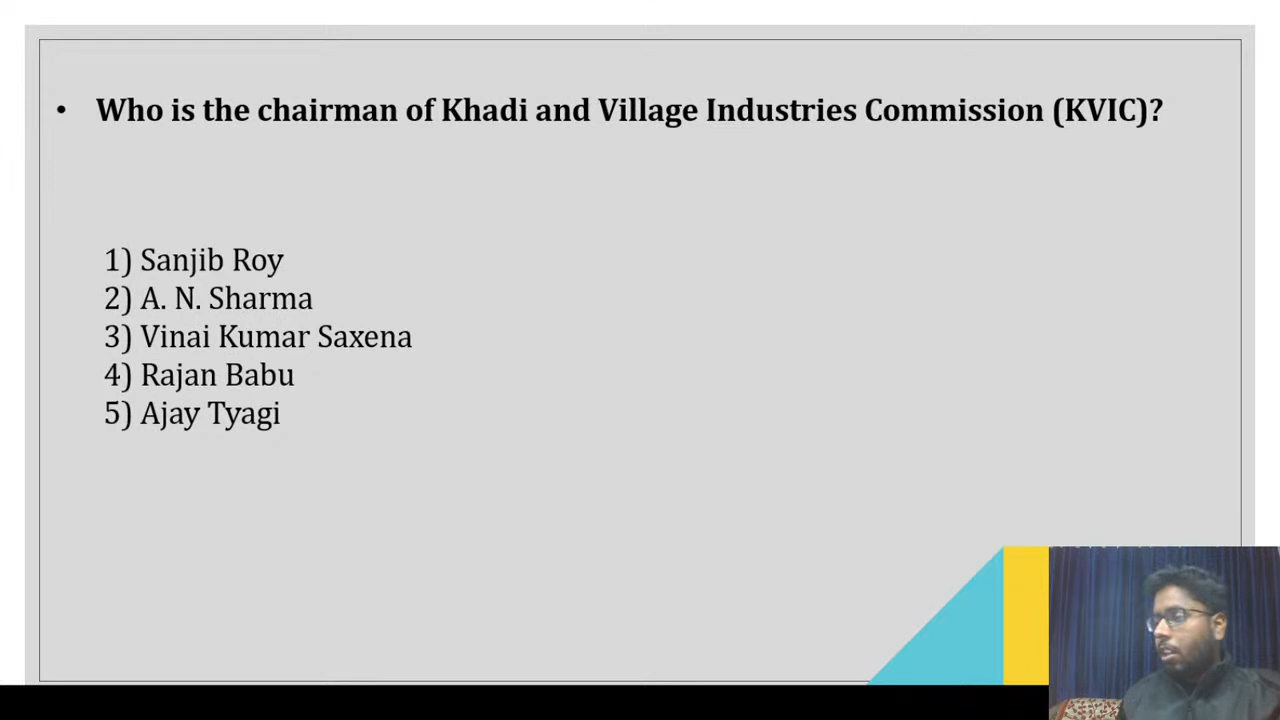 • Who is the chairman of Khadi and Village Industries Commission (KVIC)?
1) Sanjib Roy
2) A. N. Sharma
3) Vinai Kumar Saxena
4) Rajan Babu
5) Ajay Tyagi